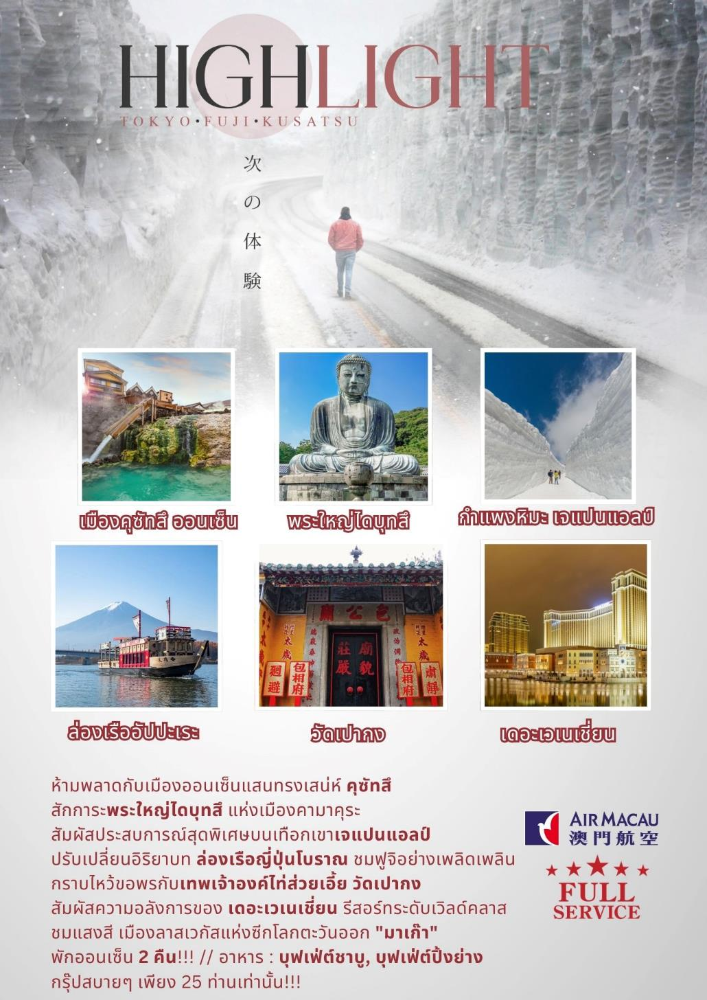 HIGHLIGHT
TOKYO•FUJI•KUSATSU
次の体験
เมืองคุซัทสึ ออนเซ็น
พระใหญ่ไดบุทสึ
กำแพงหิมะ เจแปนแอลป์
廟公包
太歲
太歲
莊嚴
廟貌
迴避
包相府
包相府
肅靜
ล่องเรืออัปปะเระ
วัดเปากง
เดอะเวเนเชี่ยน
ห้ามพลาดกับเมืองออนเซ็นแสนทรงเสน่ห์ คุซัทสึ
สักการะพระใหญ่ไดบุทสึ แห่งเมืองคามาคุระ
สัมผัสประสบการณ์สุดพิเศษบนเทือกเขาเจแปนแอลป์
ปรับเปลี่ยนอิริยาบท ล่องเรือญี่ปุ่นโบราณ ชมฟูจิอย่างเพลิดเพลิน
กราบไหว้ขอพรกับเทพเจ้าองค์ไท่ส่วยเอี้ย วัดเปากง
สัมผัสความอลังการของ เดอะเวเนเชี่ยน รีสอร์ทระดับเวิลด์คลาส
ชมแสงสี เมืองลาสเวกัสแห่งซีกโลกตะวันออก "มาเก๊า"
พักออนเซ็น 2 คืน!!! // อาหาร : บุฟเฟ่ต์ชาบู, บุฟเฟ่ต์ปิ้งย่าง
กรุ๊ปสบายๆ เพียง 25 ท่านเท่านั้น!!!
AIR MACAU
澳門航空
FULL
SERVICE